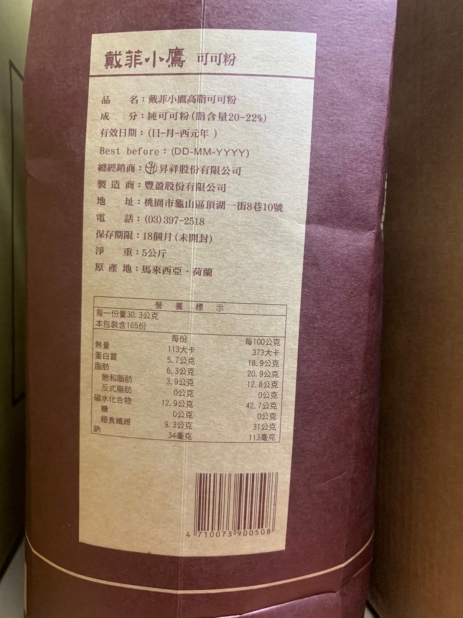 戴菲小鷹 可可粉
品　　名：戴菲小鷹高脂可可粉
成　　分：純可可粉(脂含量20-22%)
有效日期：(日-月-西元年 )
Best before：(DD-MM-YYYY)
總經銷商：昇祥股份有限公司
製 造 商：豐盈股份有限公司
地　　址：桃園市龜山區頂湖一街8巷10號
電　　話：(03)397-2518
保存期限：18個月(未開封)
淨　　重：5公斤
原 產 地：馬來西亞、荷蘭
營 養 標 示
每一份量30.3公克
本包裝含165份
每份 每100公克
熱量 113大卡 373大卡
蛋白質 5.7公克 18.9公克
脂肪 6.3公克 20.9公克
飽和脂肪 3.9公克 12.8公克
反式脂肪 0公克 0公克
碳水化合物 12.9公克 42.7公克
糖 0公克 0公克
膳食纖維 9.3公克 31公克
鈉 34毫克 113毫克
4 710073 900508